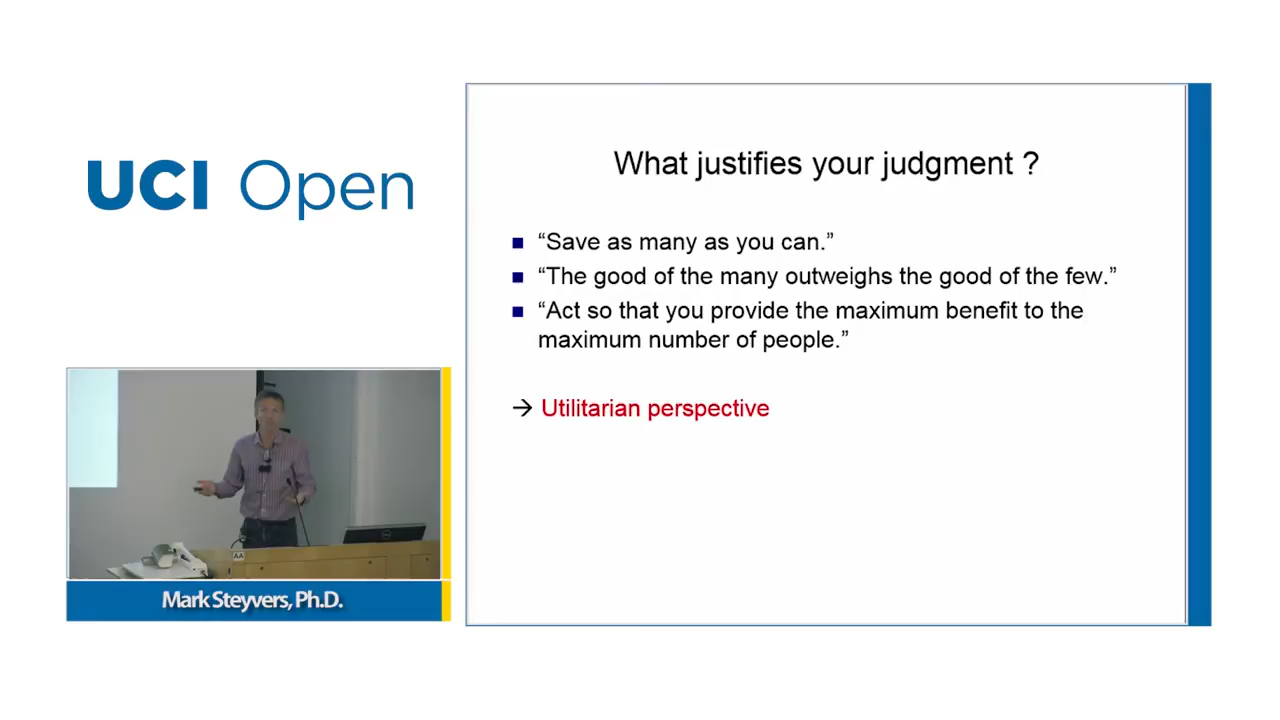 UCI Open
What justifies your judgment ?
“Save as many as you can.”
“The good of the many outweighs the good of the few.”
“Act so that you provide the maximum benefit to the
maximum number of people.”
→ Utilitarian perspective
AA
Mark Steyvers, Ph.D.